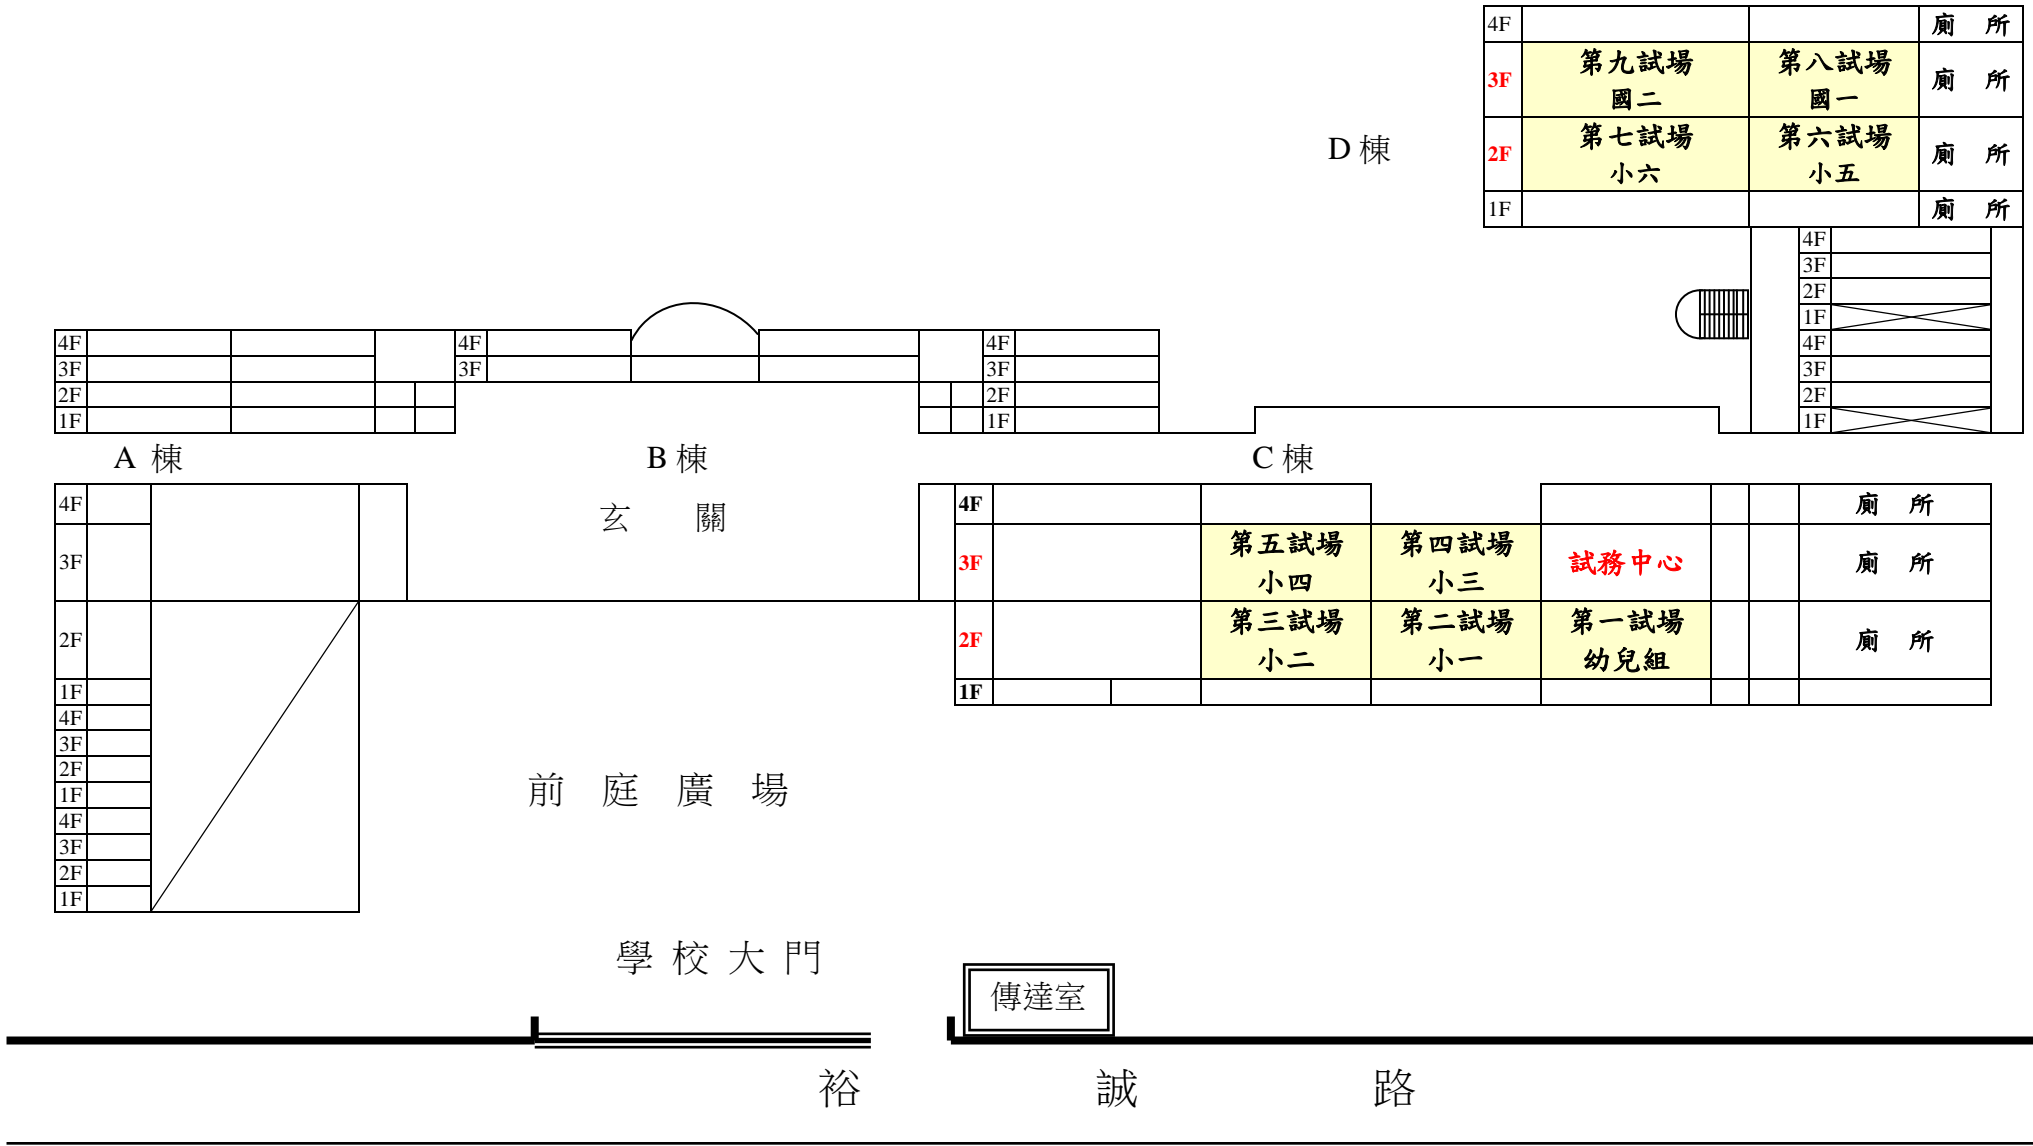 4F 廁 所
3F 第九試場 第八試場 廁 所
國二 國一
D棟
2F 第七試場 第六試場 廁 所
小六 小五
1F 廁 所
4F
3F
2F
1F
4F 4F 4F 4F
3F 3F 3F 3F
2F 2F 2F
1F 1F 1F
A 棟 B棟 C棟
4F 玄 關 4F 廁 所
3F 3F 第五試場 第四試場 試務中心 廁 所
小四 小三
2F 2F 第三試場 第二試場 第一試場 廁 所
小二 小一 幼兒組
1F 1F
4F
3F
2F
1F 前 庭 廣 場
4F
3F
2F
1F
學 校 大 門
傳達室
裕 誠 路